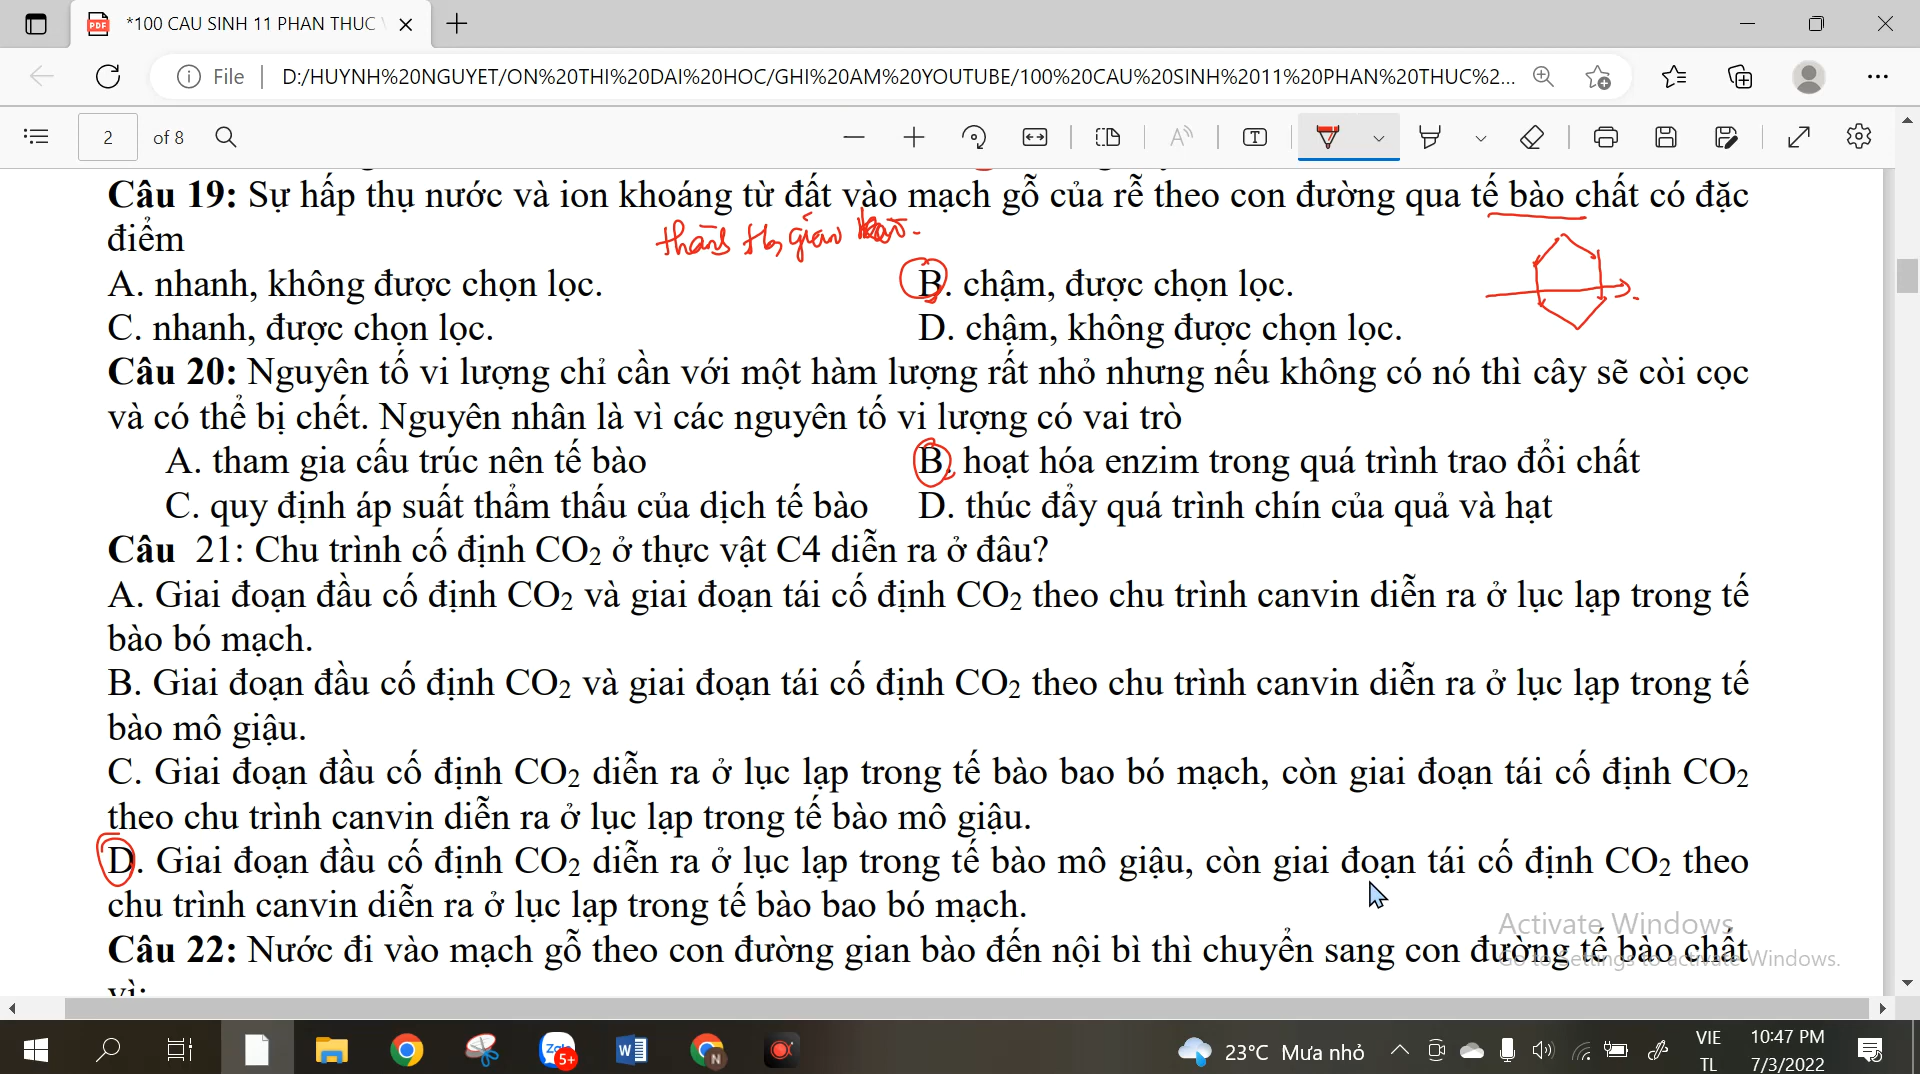 *100 CAU SINH 11 PHAN THUC V
File D:/HUYNH%20NGUYET/ON%20THI%20DAI%20HOC/GHI%20AM%20YOUTUBE/100%20CAU%20SINH%2011%20PHAN%20THUC%2...
2 of 8
Câu 19: Sự hấp thụ nước và ion khoáng từ đất vào mạch gỗ của rễ theo con đường qua tế bào chất có đặc
điểm
gian bào.
A. nhanh, không được chọn lọc. B. chậm, được chọn lọc.
C. nhanh, được chọn lọc. D. chậm, không được chọn lọc.
Câu 20: Nguyên tố vi lượng chỉ cần với một hàm lượng rất nhỏ nhưng nếu không có nó thì cây sẽ còi cọc
và có thể bị chết. Nguyên nhân là vì các nguyên tố vi lượng có vai trò
A. tham gia cấu trúc nên tế bào B. hoạt hóa enzim trong quá trình trao đổi chất
C. quy định áp suất thẩm thấu của dịch tế bào D. thúc đẩy quá trình chín của quả và hạt
Câu 21: Chu trình cố định CO2 ở thực vật C4 diễn ra ở đâu?
A. Giai đoạn đầu cố định CO2 và giai đoạn tái cố định CO2 theo chu trình canvin diễn ra ở lục lạp trong tế
bào bó mạch.
B. Giai đoạn đầu cố định CO2 và giai đoạn tái cố định CO2 theo chu trình canvin diễn ra ở lục lạp trong tế
bào mô giậu.
C. Giai đoạn đầu cố định CO2 diễn ra ở lục lạp trong tế bào bao bó mạch, còn giai đoạn tái cố định CO2
theo chu trình canvin diễn ra ở lục lạp trong tế bào mô giậu.
D. Giai đoạn đầu cố định CO2 diễn ra ở lục lạp trong tế bào mô giậu, còn giai đoạn tái cố định CO2 theo
chu trình canvin diễn ra ở lục lạp trong tế bào bao bó mạch.
Activate Windows
Câu 22: Nước đi vào mạch gỗ theo con đường gian bào đến nội bì thì chuyển sang con đường tế bào chất
Go to Settings to activate Windows.
vì:
23°C Mưa nhỏ VIE 10:47 PM
TL 7/3/2022